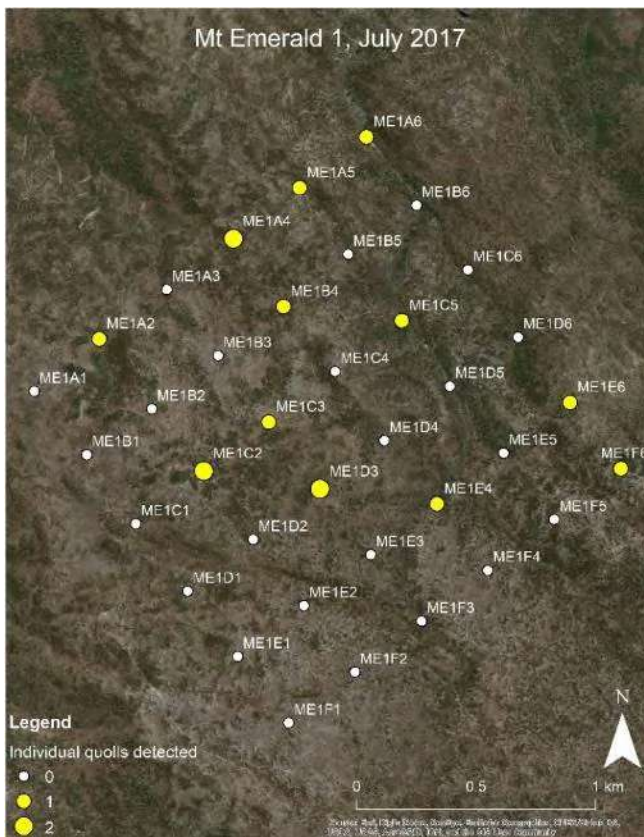 Mt Emerald 1, July 2017
ME1A6
ME1A5
ME1B6
ME1A4
ME1B5
ME1C6
ME1A3
ME1B4
ME1C5
ME1A2
ME1D6
ME1B3
ME1C4
ME1A1
ME1D5
ME1B2
ME1E6
ME1C3
ME1D4
ME1B1
ME1E5
ME1C2
ME1F6
ME1D3
ME1E4
ME1C1
ME1F5
ME1D2
ME1E3
ME1F4
ME1D1
ME1E2
ME1F3
ME1E1
ME1F2
ME1F1
N
Legend
Individual quolls detected
0
1
2
0 0.5 1 km